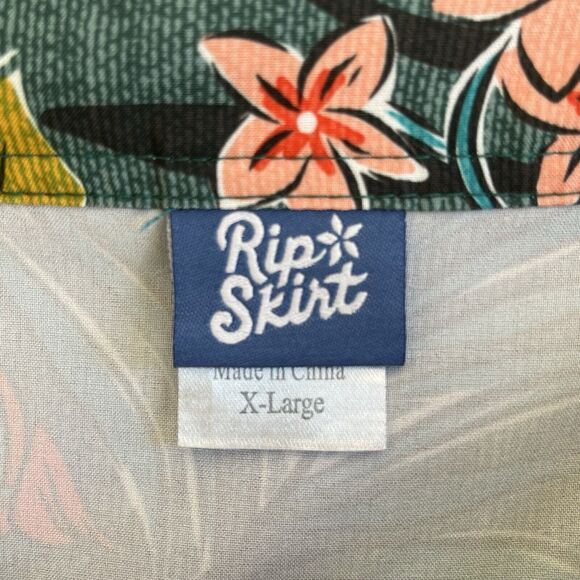 Rip
Skirt
Made in China
X-Large